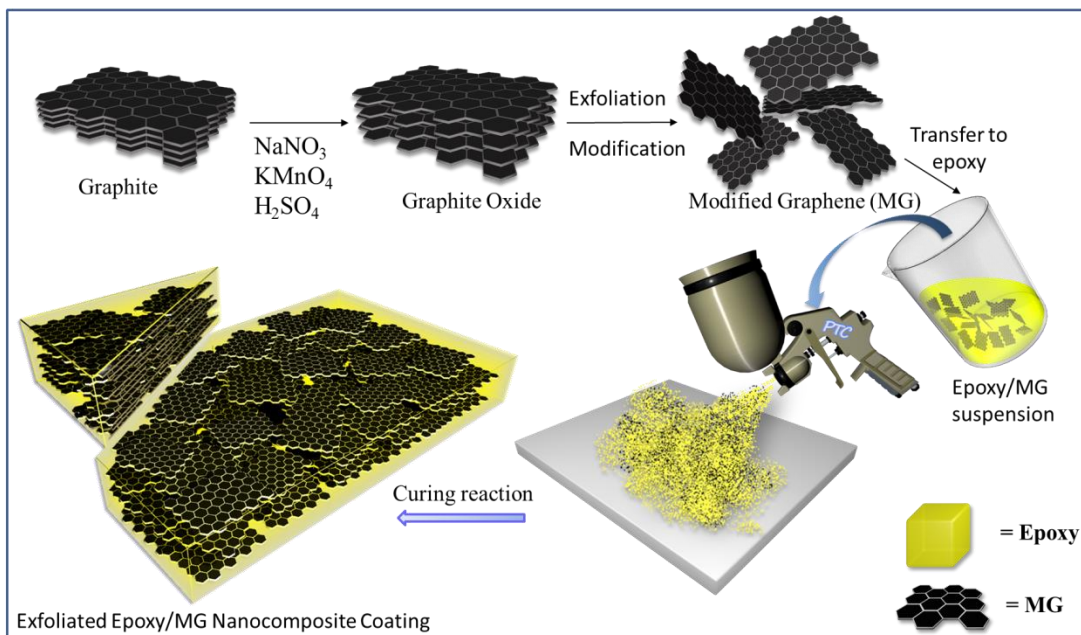 Graphite
NaNO₃
KMnO₄
H₂SO₄
Graphite Oxide
Exfoliation
Modification
Modified Graphene (MG)
Transfer to
epoxy
PTC
Epoxy/MG
suspension
Curing reaction
= Epoxy
= MG
Exfoliated Epoxy/MG Nanocomposite Coating